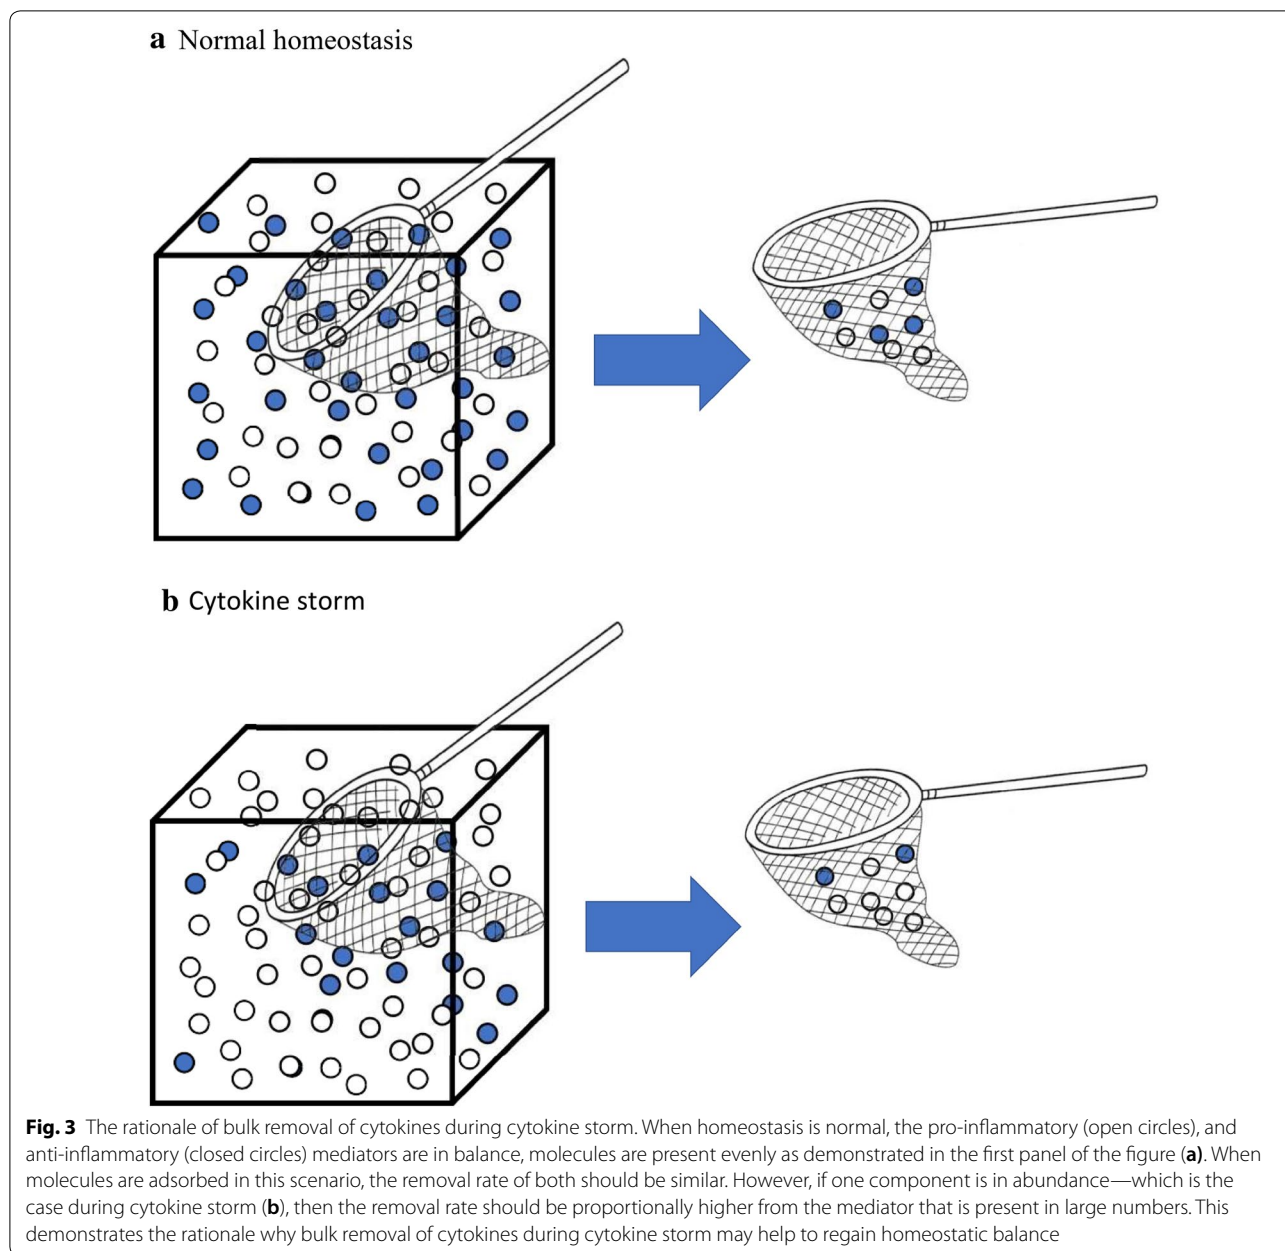 a Normal homeostasis
b Cytokine storm
Fig. 3 The rationale of bulk removal of cytokines during cytokine storm. When homeostasis is normal, the pro-inflammatory (open circles), and
anti-inflammatory (closed circles) mediators are in balance, molecules are present evenly as demonstrated in the first panel of the figure (a). When
molecules are adsorbed in this scenario, the removal rate of both should be similar. However, if one component is in abundance—which is the
case during cytokine storm (b), then the removal rate should be proportionally higher from the mediator that is present in large numbers. This
demonstrates the rationale why bulk removal of cytokines during cytokine storm may help to regain homeostatic balance